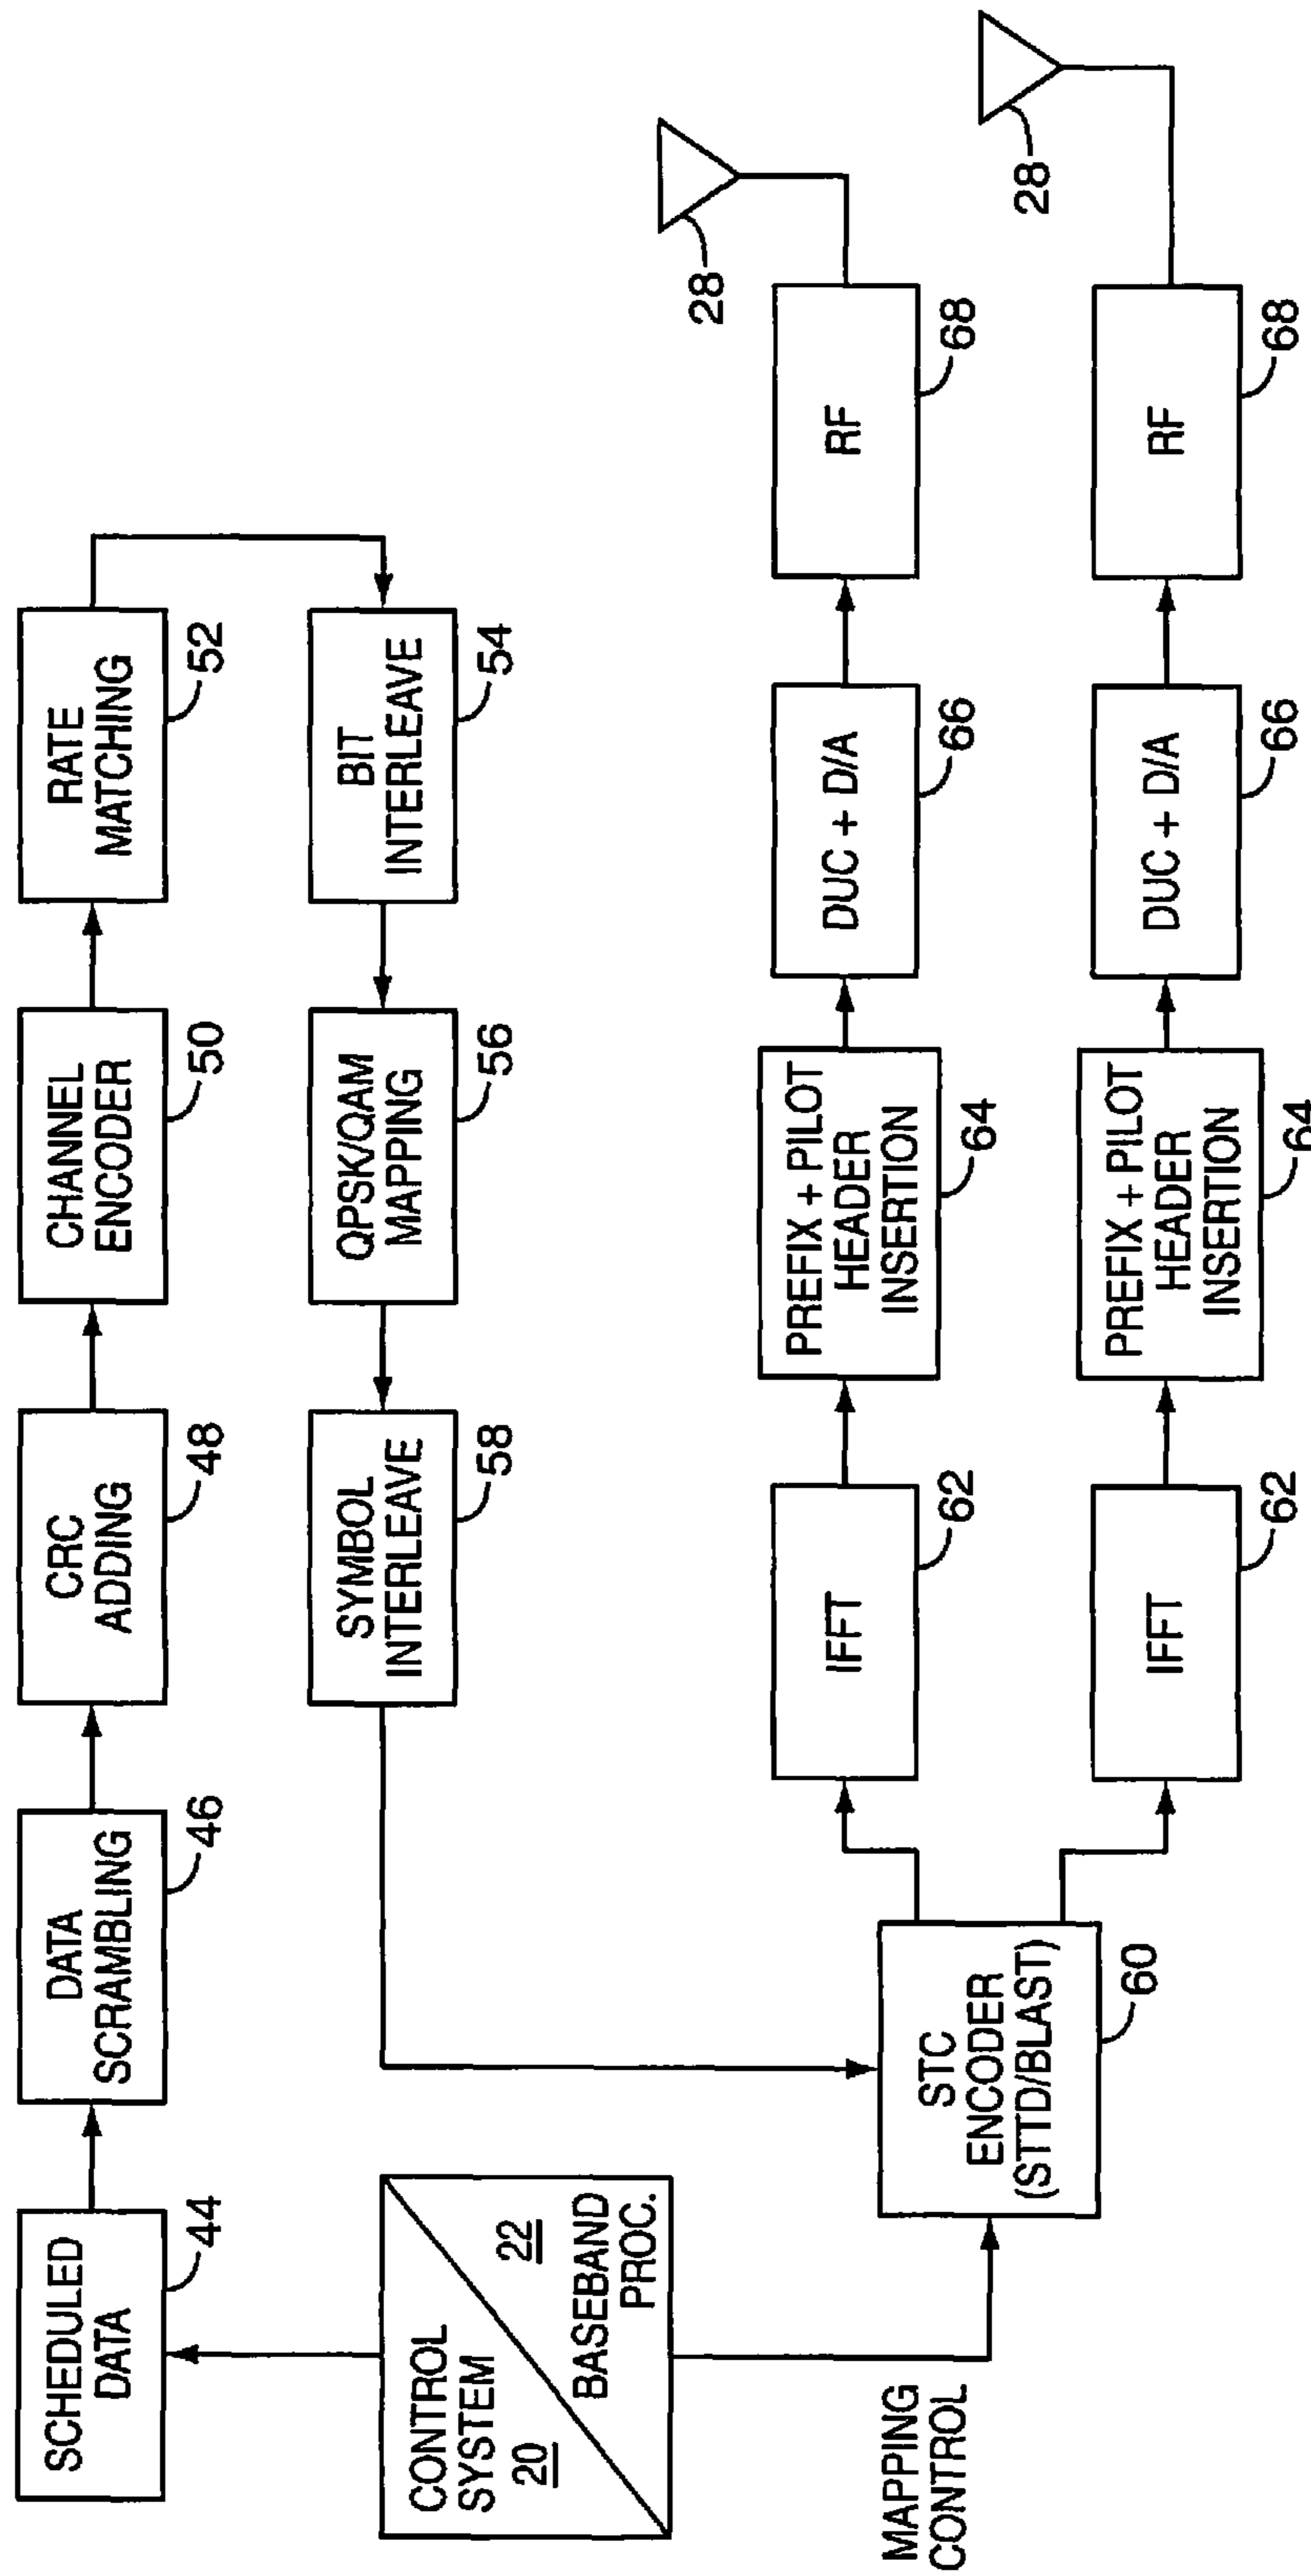 SCHEDULED
DATA
44
DATA
SCRAMBLING
46
CRC
ADDING
48
CHANNEL
ENCODER
50
RATE
MATCHING
52
CONTROL
SYSTEM
20
22
BASEBAND
PROC.
SYMBOL
INTERLEAVE
58
QPSK/QAM
MAPPING
56
BIT
INTERLEAVE
54
MAPPING
CONTROL
STC
ENCODER
(STTD/BLAST)
60
IFFT
62
PREFIX + PILOT
HEADER
INSERTION
64
DUC + D/A
66
RF
68
28
IFFT
62
PREFIX + PILOT
HEADER
INSERTION
64
DUC + D/A
66
RF
68
28